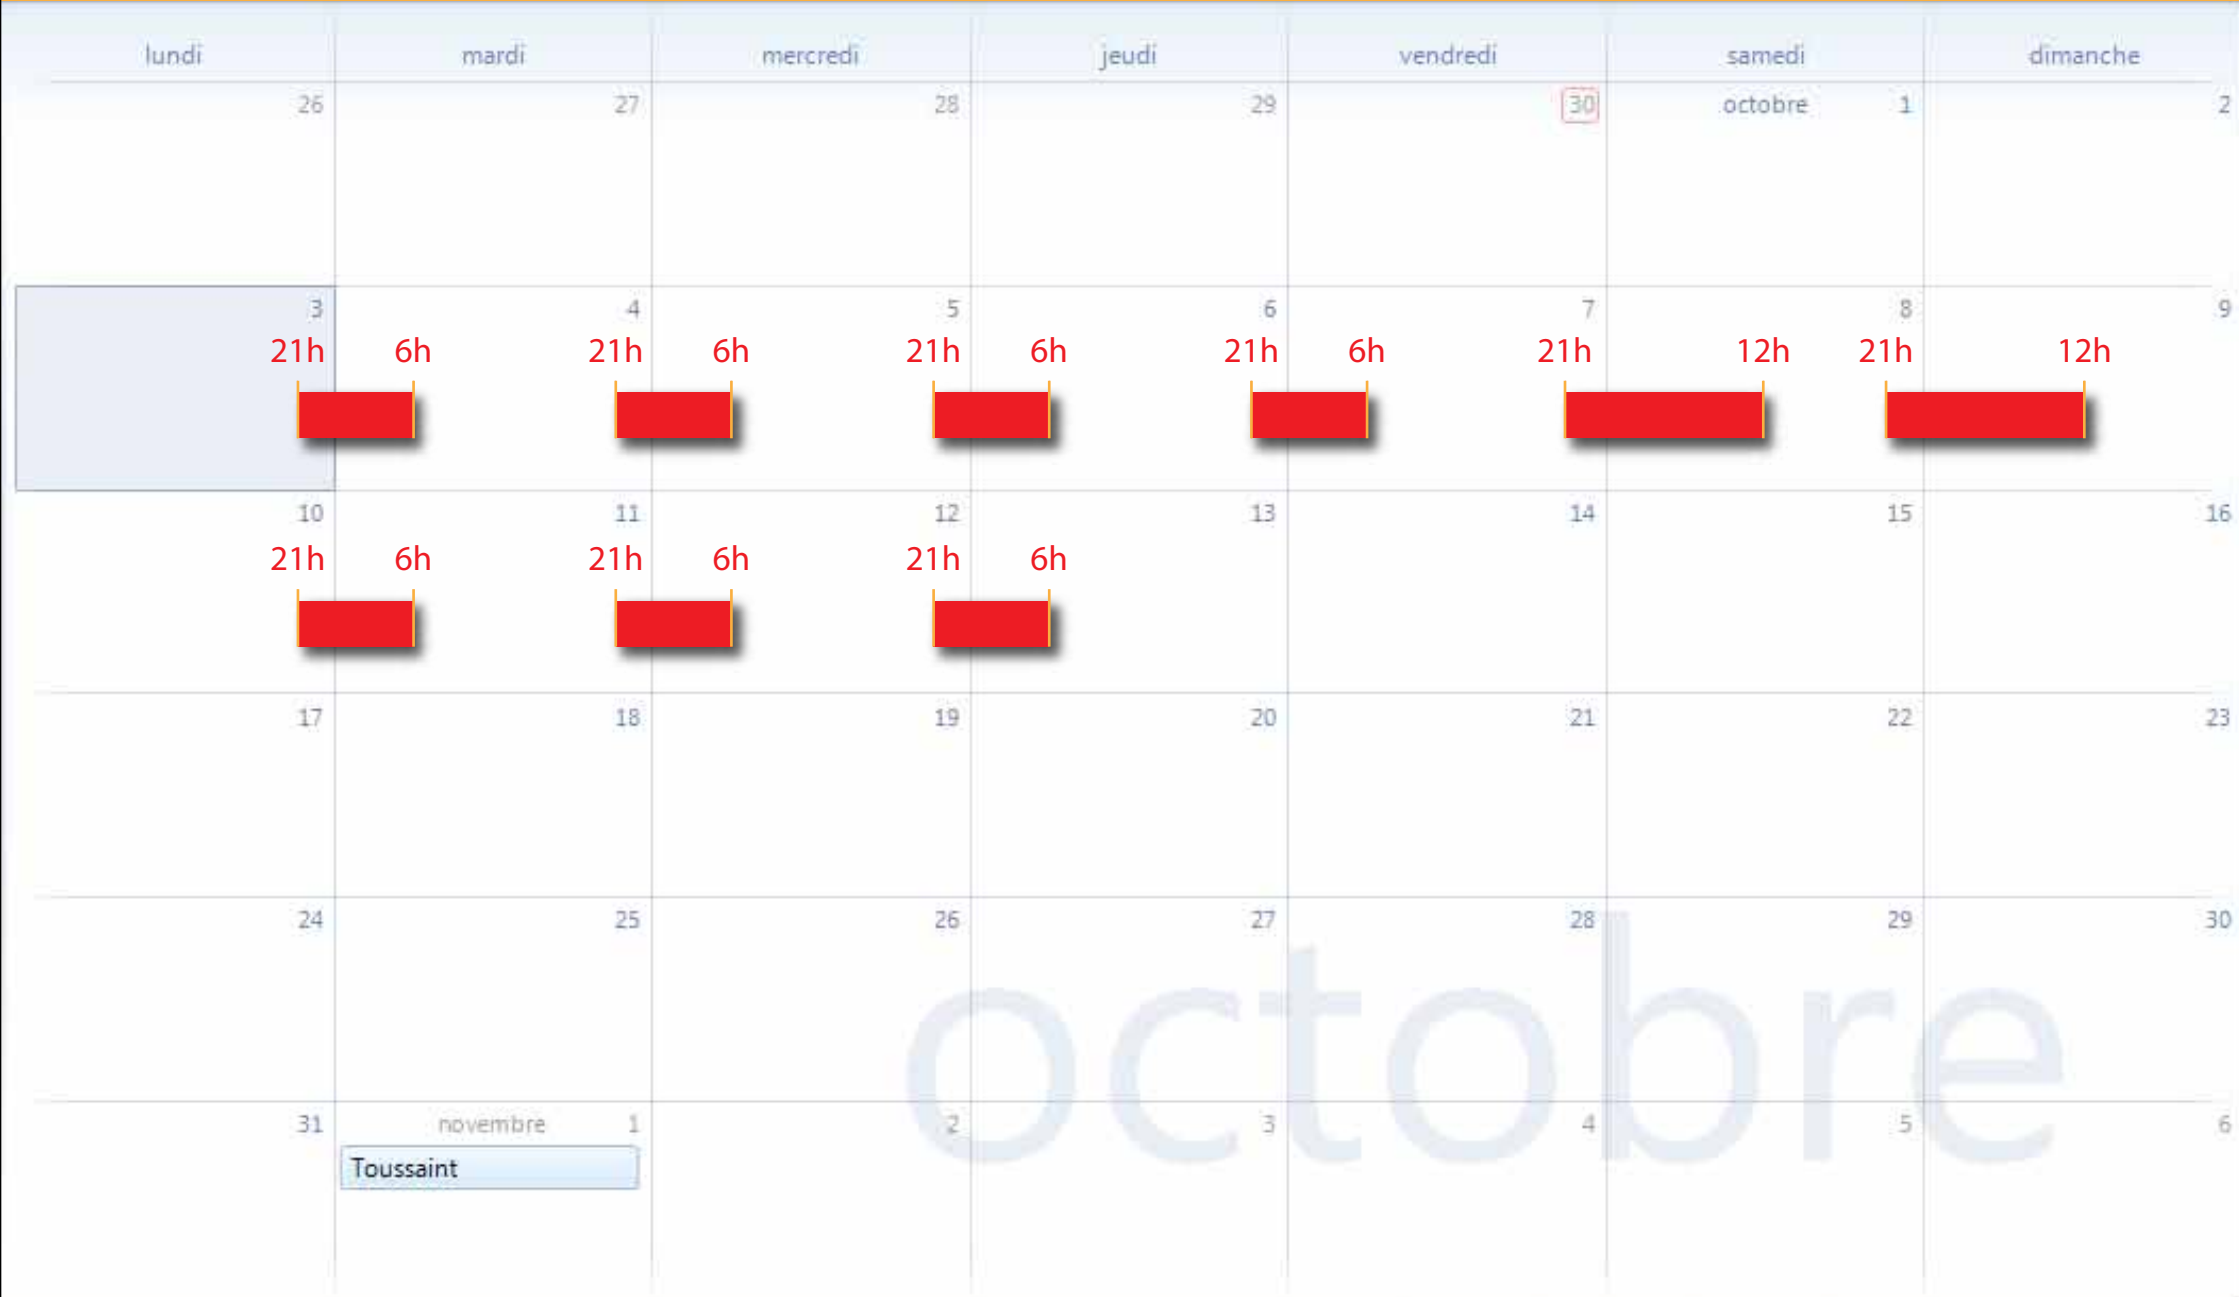 lundi mardi mercredi jeudi vendredi samedi dimanche
26 27 28 29 30 octobre 1 2
3 4 5 6 7 8 9
21h 6h 21h 6h 21h 6h 21h 6h 21h 12h 21h 12h
10 11 12 13 14 15 16
21h 6h 21h 6h 21h 6h
17 18 19 20 21 22 23
24 25 26 27 28 29 30
octobre
31 novembre 1 2 3 4 5 6
Toussaint